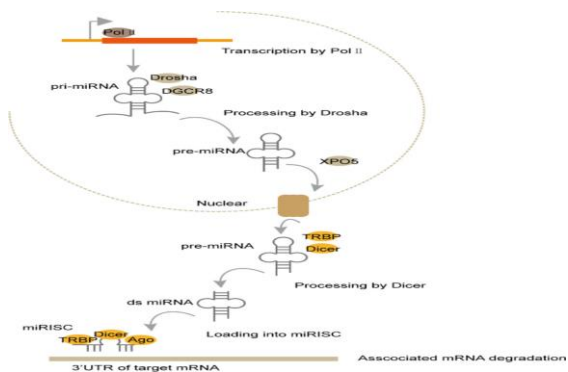 Pol II
Transcription by Pol II
Drosha
pri-miRNA
DGCR8
Processing by Drosha
pre-miRNA
XPO5
Nuclear
TRBP
pre-miRNA
Dicer
Processing by Dicer
ds miRNA
miRISC
Dicer
Loading into miRISC
TRBP
Ago
Asscociated mRNA degradation
3'UTR of target mRNA